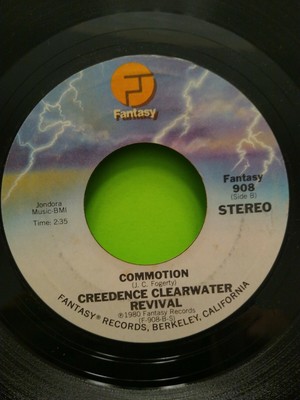 Fantasy
Jondora
Music-BMI
Time: 2:35
Fantasy
908
(Side B)
STEREO
COMMOTION
(J. C. Fogerty)
CREEDENCE CLEARWATER
REVIVAL
℗1980 Fantasy Records
(F-908-B-S)
FANTASY® RECORDS, BERKELEY, CALIFORNIA